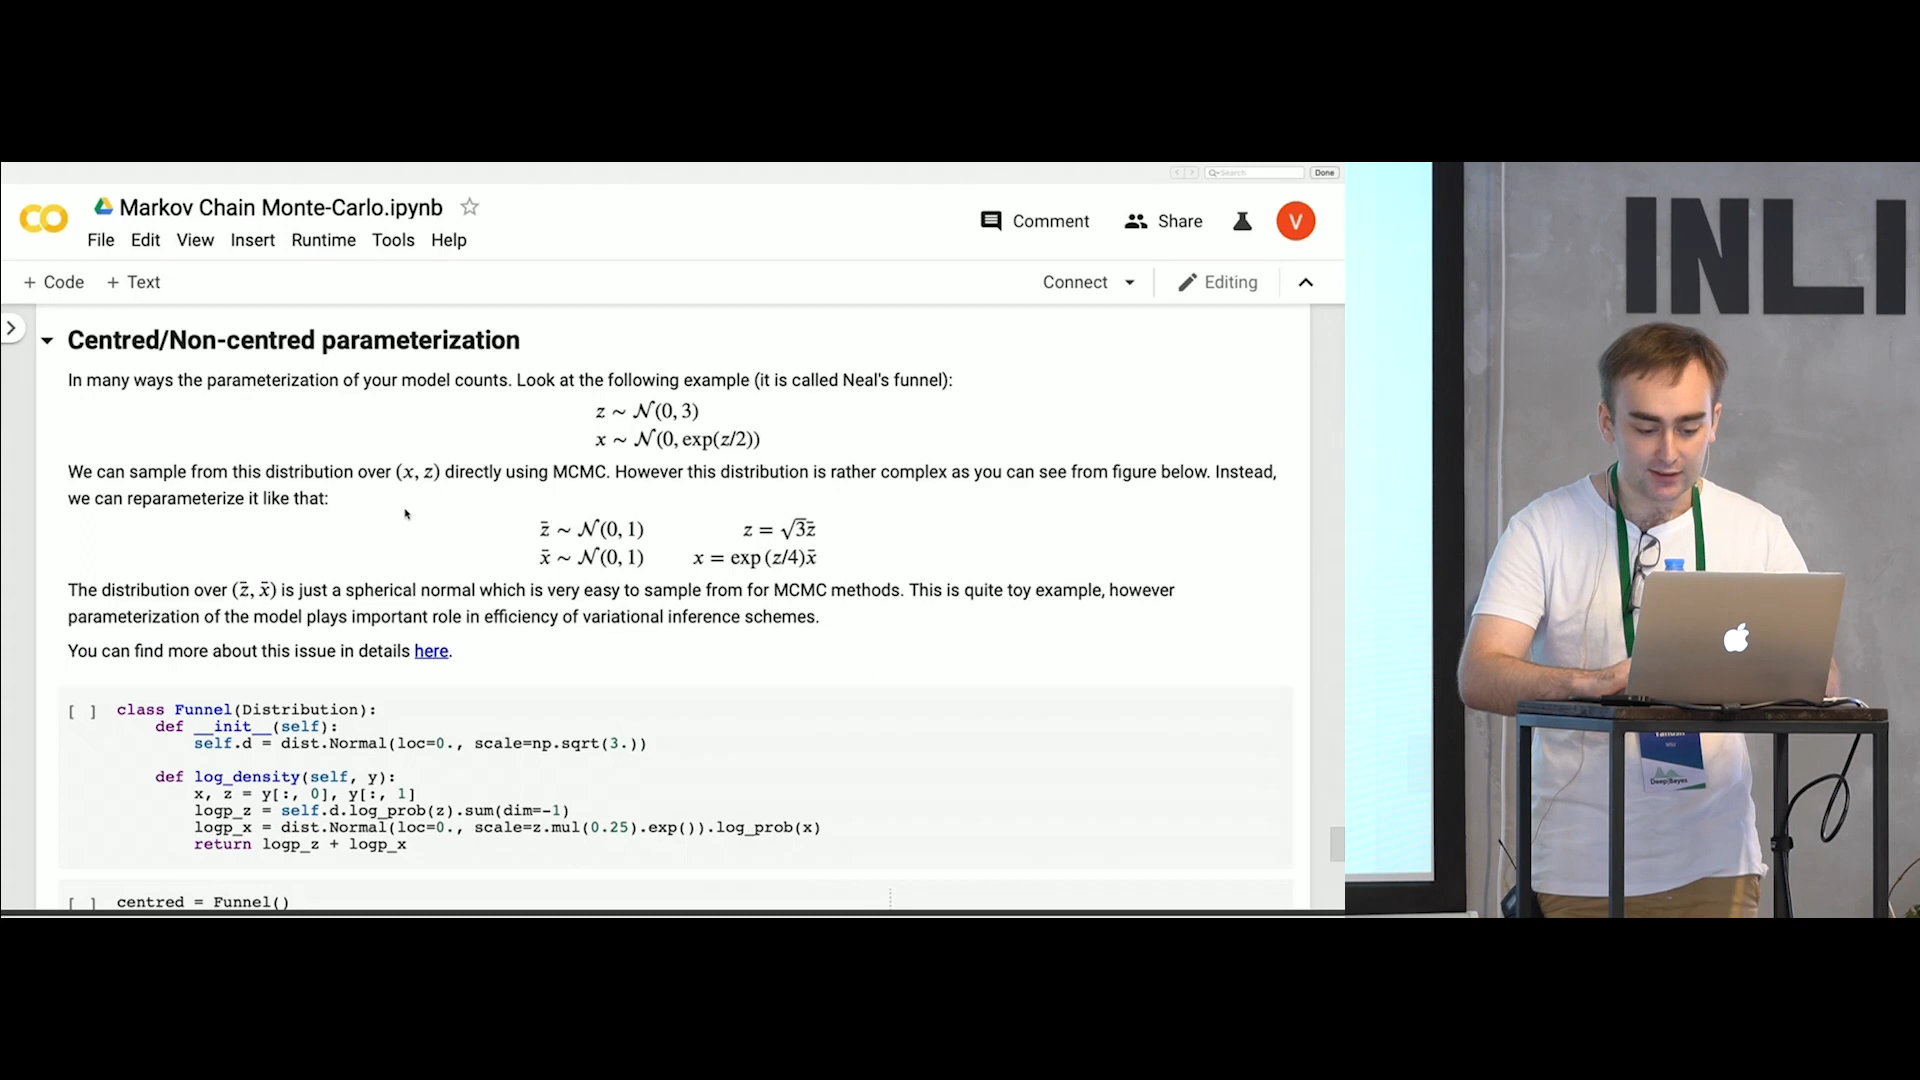 Search
Done
Markov Chain Monte-Carlo.ipynb
File Edit View Insert Runtime Tools Help
Comment Share V
+ Code + Text
Connect Editing
Centred/Non-centred parameterization
In many ways the parameterization of your model counts. Look at the following example (it is called Neal's funnel):
z ∼ 𝒩(0, 3)
x ∼ 𝒩(0, exp(z/2))
We can sample from this distribution over (x, z) directly using MCMC. However this distribution is rather complex as you can see from figure below. Instead,
we can reparameterize it like that:
z̄ ∼ 𝒩(0, 1) z = √3z̄
x̄ ∼ 𝒩(0, 1) x = exp (z/4)x̄
The distribution over (z̄, x̄) is just a spherical normal which is very easy to sample from for MCMC methods. This is quite toy example, however
parameterization of the model plays important role in efficiency of variational inference schemes.
You can find more about this issue in details here.
[ ] class Funnel(Distribution):
def __init__(self):
self.d = dist.Normal(loc=0., scale=np.sqrt(3.))
def log_density(self, y):
x, z = y[:, 0], y[:, 1]
logp_z = self.d.log_prob(z).sum(dim=-1)
logp_x = dist.Normal(loc=0., scale=z.mul(0.25).exp()).log_prob(x)
return logp_z + logp_x
[ ] centred = Funnel()
INLI
Deep|Bayes